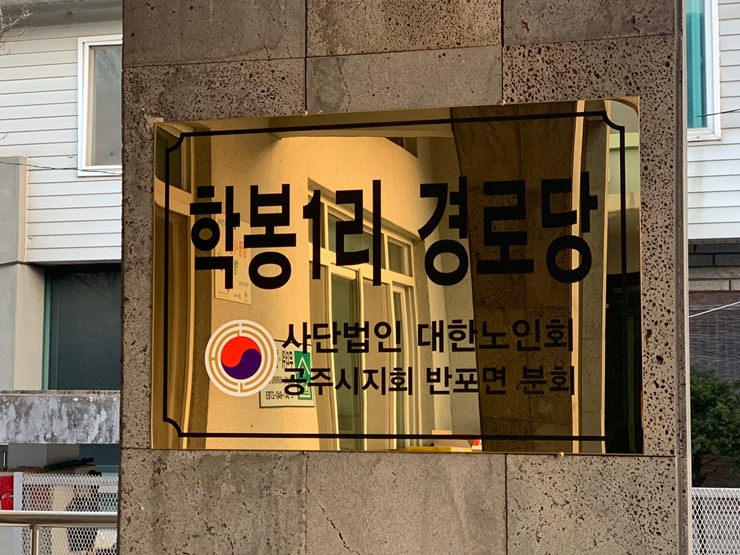 학봉1리 경로당
사단법인 대한노인회
공주시지회 반포면 분회